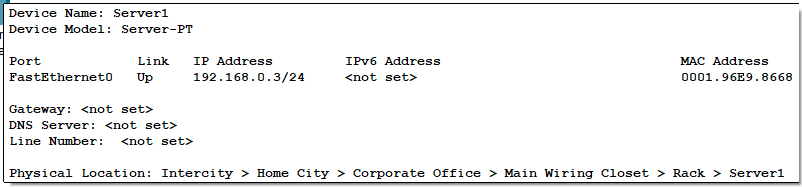 Device Name: Server1
Device Model: Server-PT
Port Link IP Address IPv6 Address MAC Address
FastEthernet0 Up 192.168.0.3/24 <not set> 0001.96E9.8668
Gateway: <not set>
DNS Server: <not set>
Line Number: <not set>
Physical Location: Intercity > Home City > Corporate Office > Main Wiring Closet > Rack > Server1